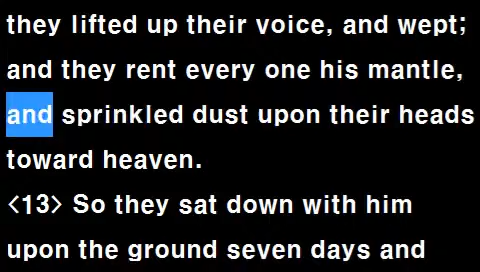 they lifted up their voice, and wept;
and they rent every one his mantle,
and sprinkled dust upon their heads
toward heaven.
<13> So they sat down with him
upon the ground seven days and